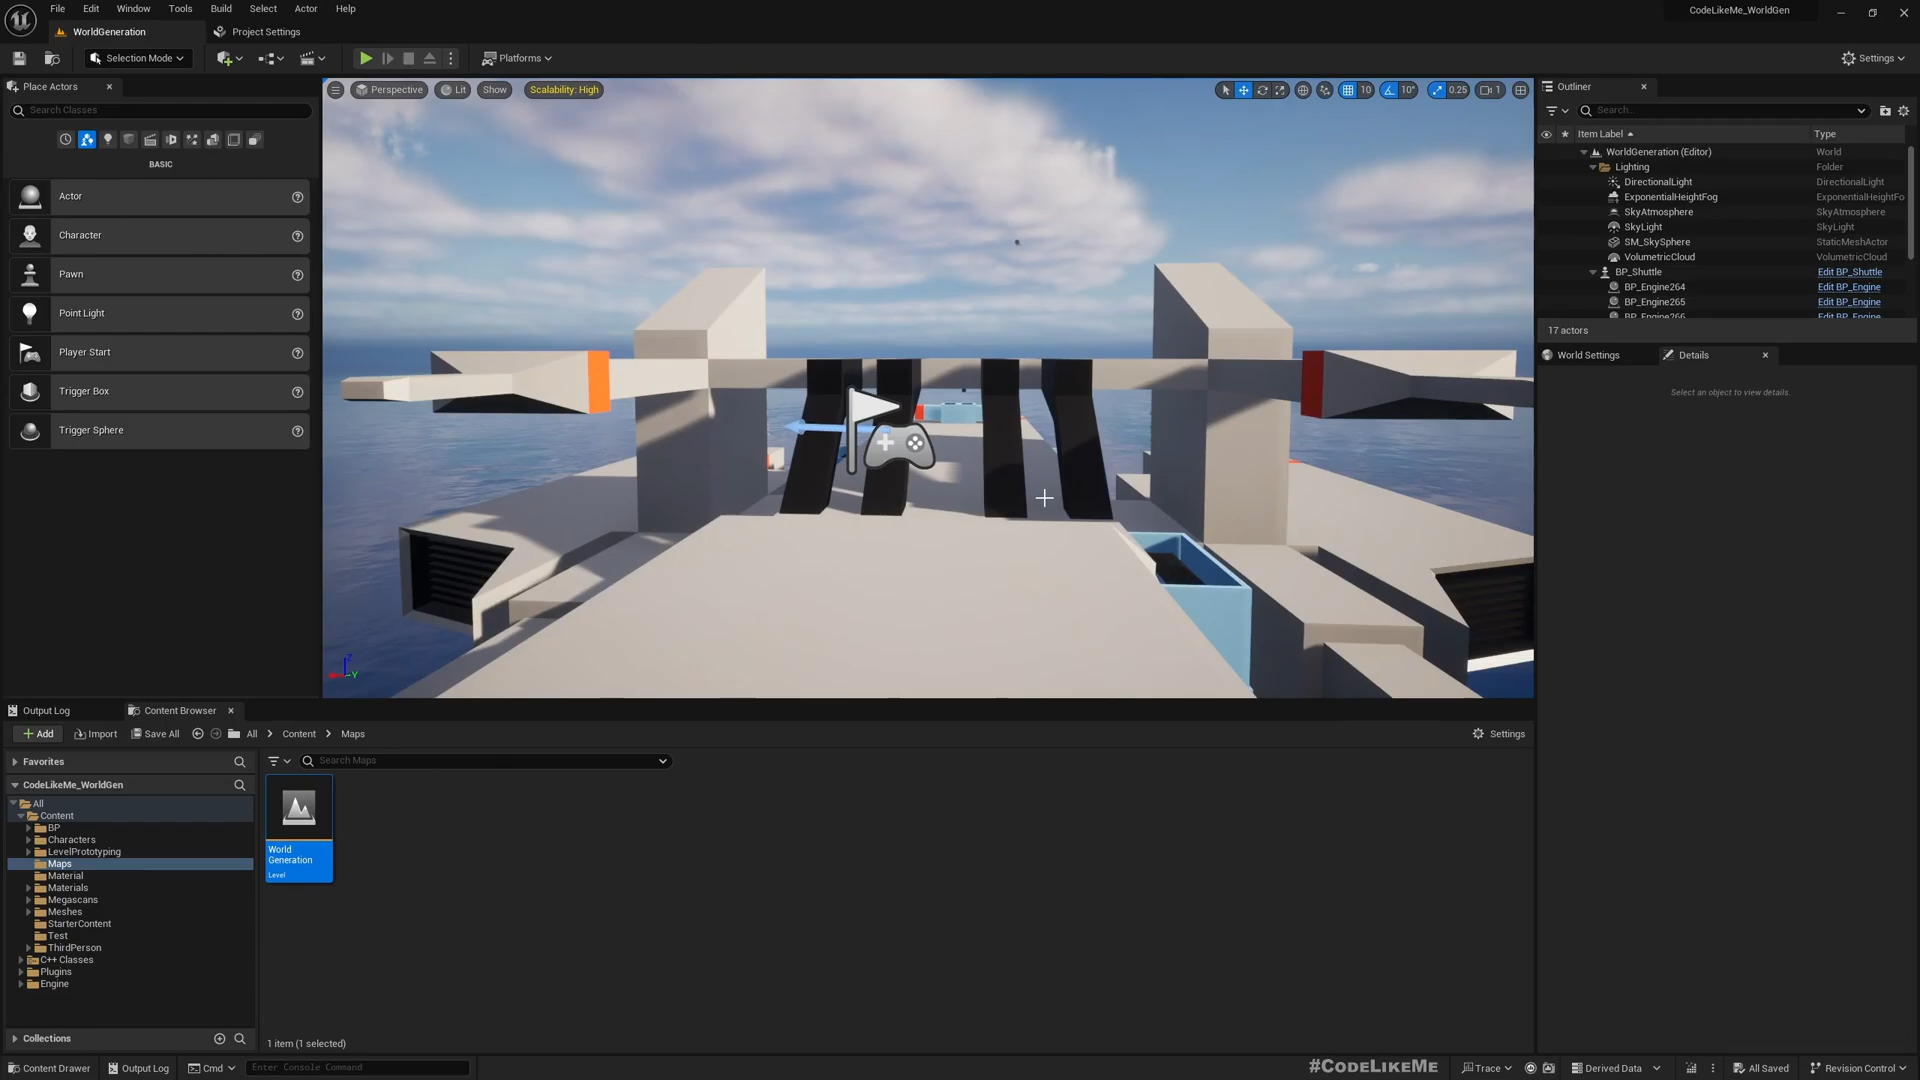 File Edit Window Tools Build Select Actor Help
CodeLikeMe_WorldGen
WorldGeneration
Project Settings
Selection Mode
Platforms
Settings
Place Actors
Search Classes
BASIC
Actor
Character
Pawn
Point Light
Player Start
Trigger Box
Trigger Sphere
Perspective
Lit
Show
Scalability: High
10
10°
0.25
1
Outliner
Search...
Item Label
Type
WorldGeneration (Editor) World
Lighting Folder
DirectionalLight DirectionalLight
ExponentialHeightFog ExponentialHeightFo
SkyAtmosphere SkyAtmosphere
SkyLight SkyLight
SM_SkySphere StaticMeshActor
VolumetricCloud VolumetricCloud
BP_Shuttle Edit BP_Shuttle
BP_Engine264 Edit BP_Engine
BP_Engine265 Edit BP_Engine
BP_Engine266 Edit BP_Engine
17 actors
World Settings
Details
Select an object to view details.
Z
Y
Output Log
Content Browser
Add
Import
Save All
All
Content
Maps
Settings
Favorites
CodeLikeMe_WorldGen
All
Content
BP
Characters
LevelPrototyping
Maps
Material
Materials
Megascans
Meshes
StarterContent
Test
ThirdPerson
C++ Classes
Plugins
Engine
Collections
Search Maps
World
Generation
Level
1 item (1 selected)
#CodeLikeMe
Content Drawer
Output Log
Cmd
Enter Console Command
Trace
Derived Data
All Saved
Revision Control